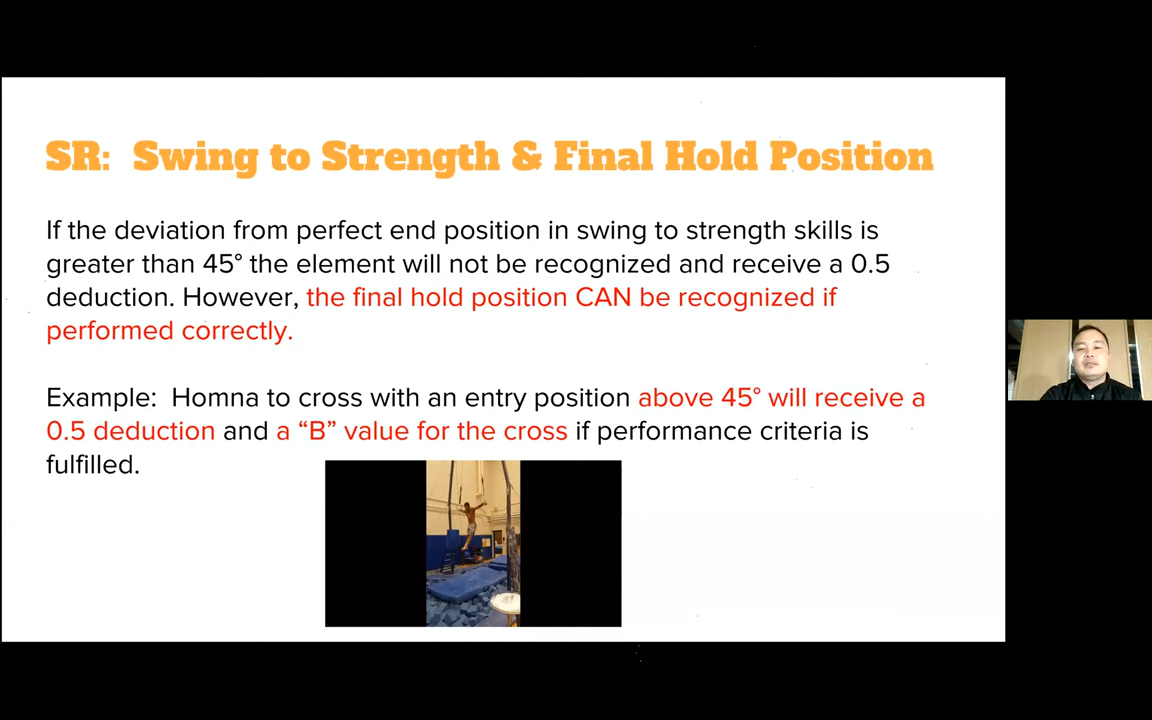 SR:  Swing to Strength & Final Hold Position
If the deviation from perfect end position in swing to strength skills is
greater than 45° the element will not be recognized and receive a 0.5
deduction. However, the final hold position CAN be recognized if
performed correctly.
Example:  Homna to cross with an entry position above 45° will receive a
0.5 deduction and a “B” value for the cross if performance criteria is
fulfilled.